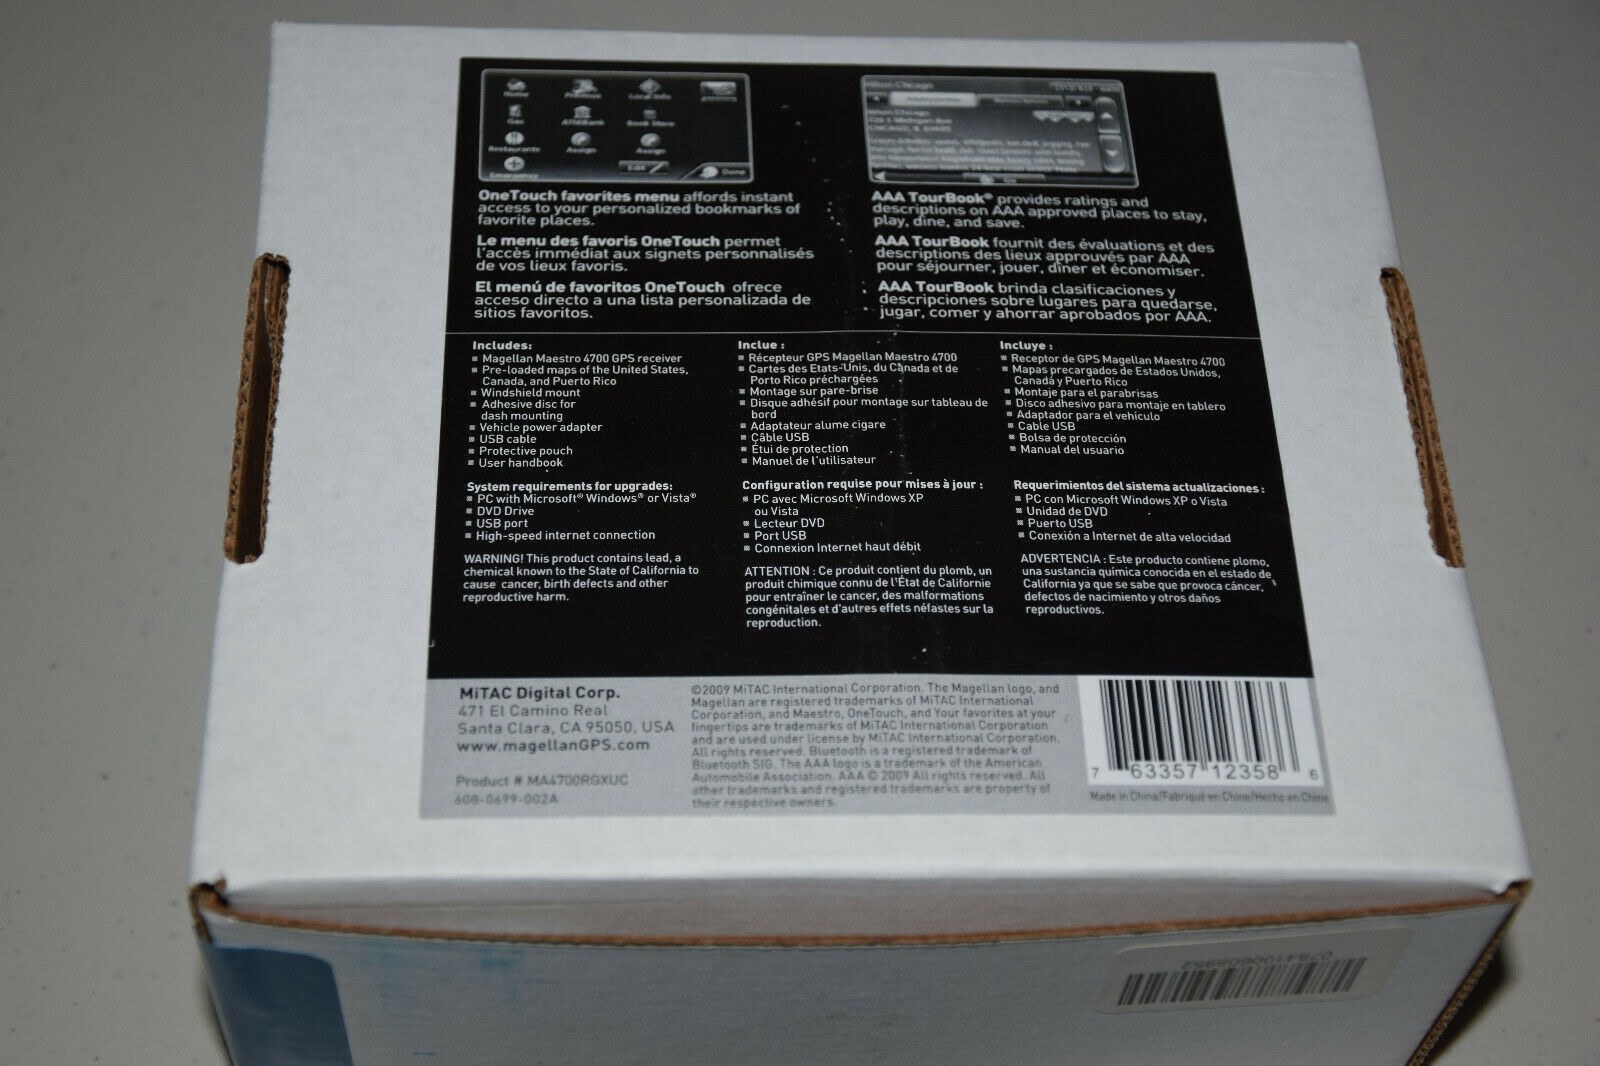 Home
Local Info
Gas
ATM/Bank
Book Store
Restaurants
Assign
Assign
Emergency
Edit
Done
Hilton Chicago
CHICAGO, IL 60605
OneTouch favorites menu affords instant
access to your personalized bookmarks of
favorite places.
Le menu des favoris OneTouch permet
l'accès immédiat aux signets personnalisés
de vos lieux favoris.
El menú de favoritos OneTouch ofrece
acceso directo a una lista personalizada de
sitios favoritos.
AAA TourBook® provides ratings and
descriptions on AAA approved places to stay,
play, dine, and save.
AAA TourBook fournit des évaluations et des
descriptions des lieux approuvés par AAA
pour séjourner, jouer, dîner et économiser.
AAA TourBook brinda clasificaciones y
descripciones sobre lugares para quedarse,
jugar, comer y ahorrar aprobados por AAA.
Includes:
Magellan Maestro 4700 GPS receiver
Pre-loaded maps of the United States,
Canada, and Puerto Rico
Windshield mount
Adhesive disc for
dash mounting
Vehicle power adapter
USB cable
Protective pouch
User handbook
System requirements for upgrades:
PC with Microsoft® Windows® or Vista®
DVD Drive
USB port
High-speed internet connection
WARNING! This product contains lead, a
chemical known to the State of California to
cause cancer, birth defects and other
reproductive harm.
Inclue :
Récepteur GPS Magellan Maestro 4700
Cartes des Etats-Unis, du Canada et de
Porto Rico préchargées
Montage sur pare-brise
Disque adhésif pour montage sur tableau de
bord
Adaptateur alume cigare
Câble USB
Étui de protection
Manuel de l'utilisateur
Configuration requise pour mises à jour :
PC avec Microsoft Windows XP
ou Vista
Lecteur DVD
Port USB
Connexion Internet haut débit
ATTENTION : Ce produit contient du plomb, un
produit chimique connu de l'État de Californie
pour entraîner le cancer, des malformations
congénitales et d'autres effets néfastes sur la
reproduction.
Incluye :
Receptor de GPS Magellan Maestro 4700
Mapas precargados de Estados Unidos,
Canadá y Puerto Rico
Montaje para el parabrisas
Disco adhesivo para montaje en tablero
Adaptador para el vehículo
Cable USB
Bolsa de protección
Manual del usuario
Requerimientos del sistema actualizaciones :
PC con Microsoft Windows XP o Vista
Unidad de DVD
Puerto USB
Conexión a Internet de alta velocidad
ADVERTENCIA : Este producto contiene plomo,
una sustancia química conocida en el estado de
California ya que se sabe que provoca cáncer,
defectos de nacimiento y otros daños
reproductivos.
MiTAC Digital Corp.
471 El Camino Real
Santa Clara, CA 95050, USA
www.magellanGPS.com
Product # MA4700RGXUC
608-0699-002A
©2009 MiTAC International Corporation. The Magellan logo, and
Magellan are registered trademarks of MiTAC International
Corporation, and Maestro, OneTouch, and Your favorites at your
fingertips are trademarks of MiTAC International Corporation
and are used under license by MiTAC International Corporation.
All rights reserved. Bluetooth is a registered trademark of
Bluetooth SIG. The AAA logo is a trademark of the American
Automobile Association. AAA © 2009 All rights reserved. All
other trademarks and registered trademarks are property of
their respective owners.
7 63357 12358 6
Made in China/Fabriqué en Chine/Hecho en China